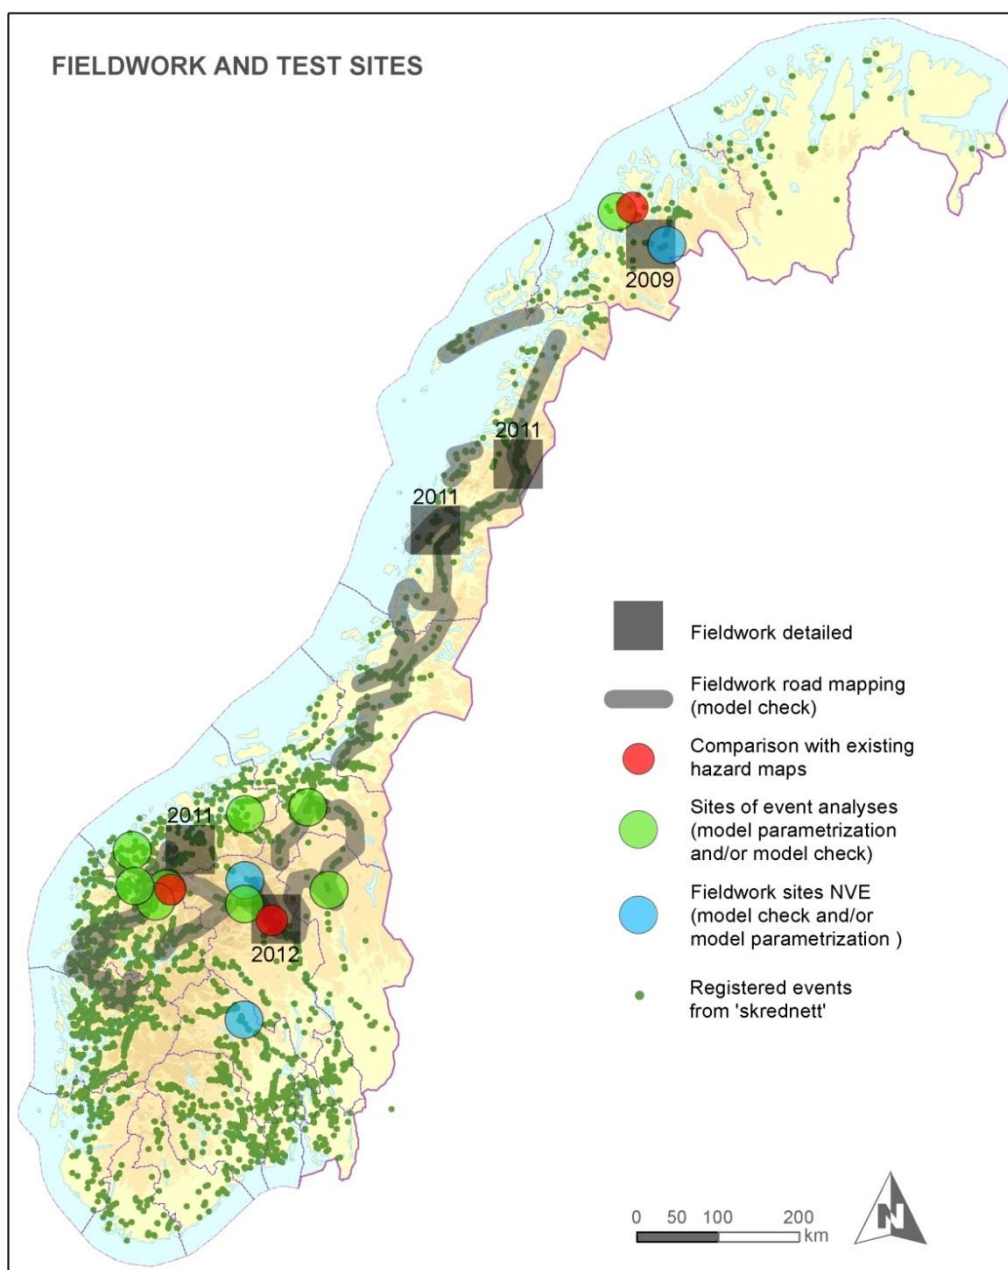 FIELDWORK AND TEST SITES
2009
2011
2011
2011
2012
Fieldwork detailed
Fieldwork road mapping
(model check)
Comparison with existing
hazard maps
Sites of event analyses
(model parametrization
and/or model check)
Fieldwork sites NVE
(model check and/or
model parametrization )
Registered events
from 'skrednett'
0 50 100 200
km
N